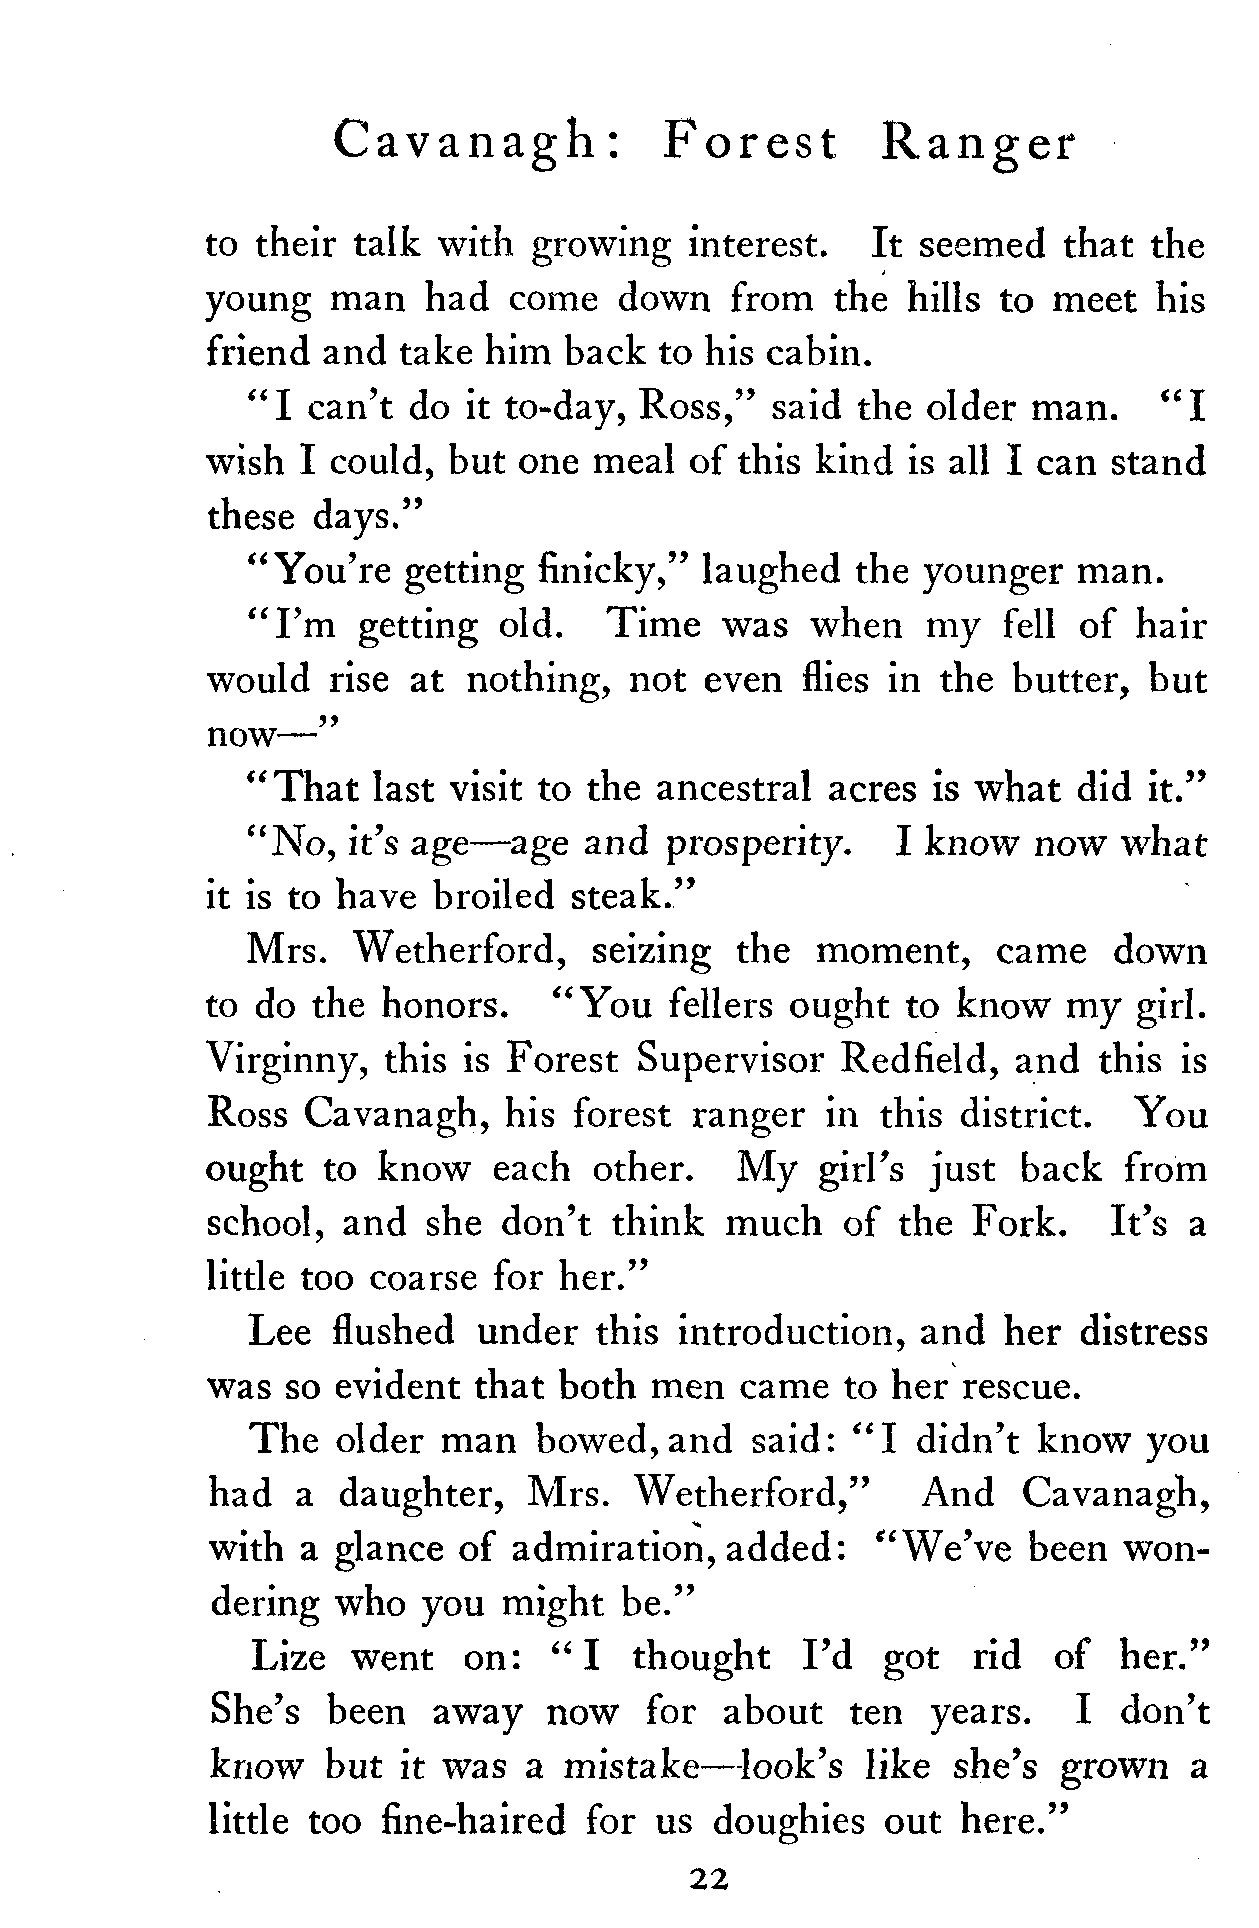 Cavanagh: Forest Ranger
to their talk with growing interest. It seemed that the
young man had come down from the hills to meet his
friend and take him back to his cabin.
“I can’t do it to-day, Ross,” said the older man. “I
wish I could, but one meal of this kind is all I can stand
these days.”
“You’re getting finicky,” laughed the younger man.
“I’m getting old. Time was when my fell of hair
would rise at nothing, not even flies in the butter, but
now—”
“That last visit to the ancestral acres is what did it.”
“No, it’s age—age and prosperity. I know now what
it is to have broiled steak.”
Mrs. Wetherford, seizing the moment, came down
to do the honors. “You fellers ought to know my girl.
Virginny, this is Forest Supervisor Redfield, and this is
Ross Cavanagh, his forest ranger in this district. You
ought to know each other. My girl’s just back from
school, and she don’t think much of the Fork. It’s a
little too coarse for her.”
Lee flushed under this introduction, and her distress
was so evident that both men came to her rescue.
The older man bowed, and said: “I didn’t know you
had a daughter, Mrs. Wetherford,” And Cavanagh,
with a glance of admiration, added: “We’ve been won-
dering who you might be.”
Lize went on: “I thought I’d got rid of her.”
She’s been away now for about ten years. I don’t
know but it was a mistake—look’s like she’s grown a
little too fine-haired for us doughies out here.”
22